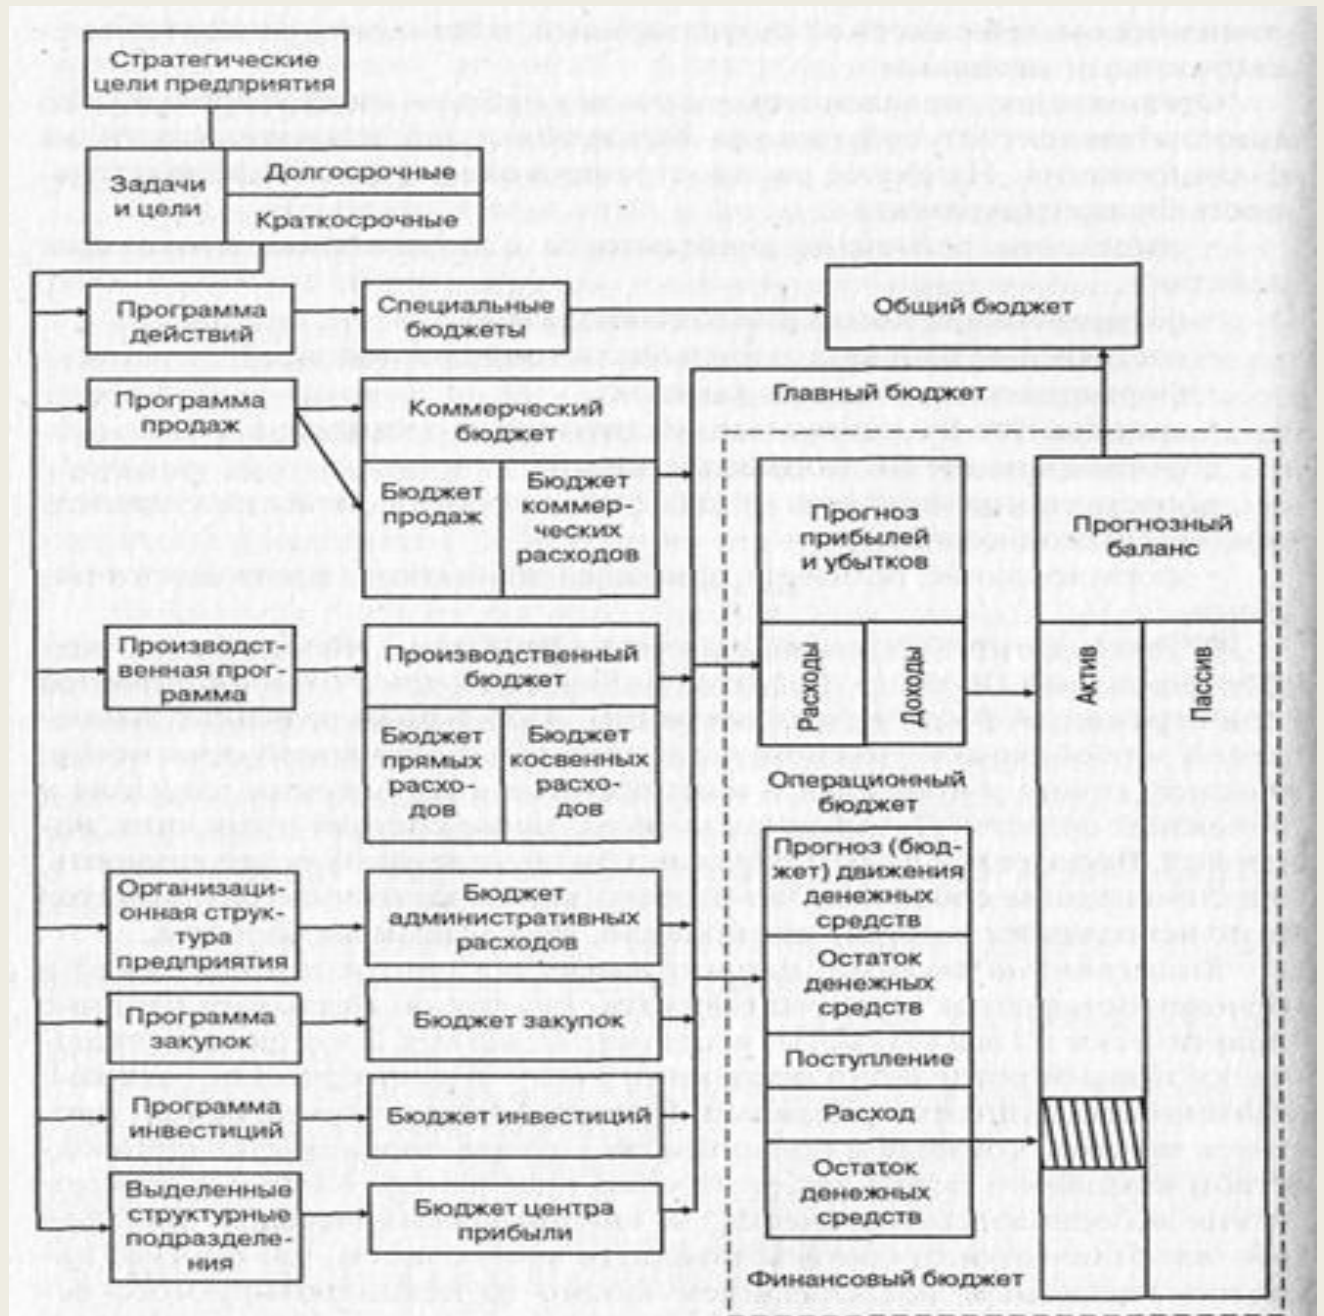 Стратегические
цели предприятия
Задачи
и цели
Долгосрочные
Краткосрочные
Программа
действий
Специальные
бюджеты
Общий бюджет
Программа
продаж
Коммерческий
бюджет
Бюджет
продаж
Бюджет
коммер-
ческих
расходов
Главный бюджет
Прогноз
прибылей
и убытков
Прогнозный
баланс
Производст-
венная прог-
рамма
Производственный
бюджет
Бюджет
прямых
расхо-
дов
Бюджет
косвенных
расхо-
дов
Расходы
Доходы
Актив
Пассив
Операционный
бюджет
Организаци-
онная струк-
тура
предприятия
Бюджет
административных
расходов
Прогноз (бюд-
жет) движения
денежных
средств
Остаток
денежных
средств
Программа
закупок
Бюджет закупок
Поступление
Программа
инвестиций
Бюджет инвестиций
Расход
Выделенные
структурные
подразделе-
ния
Бюджет центра
прибыли
Остаток
денежных
средств
Финансовый бюджет